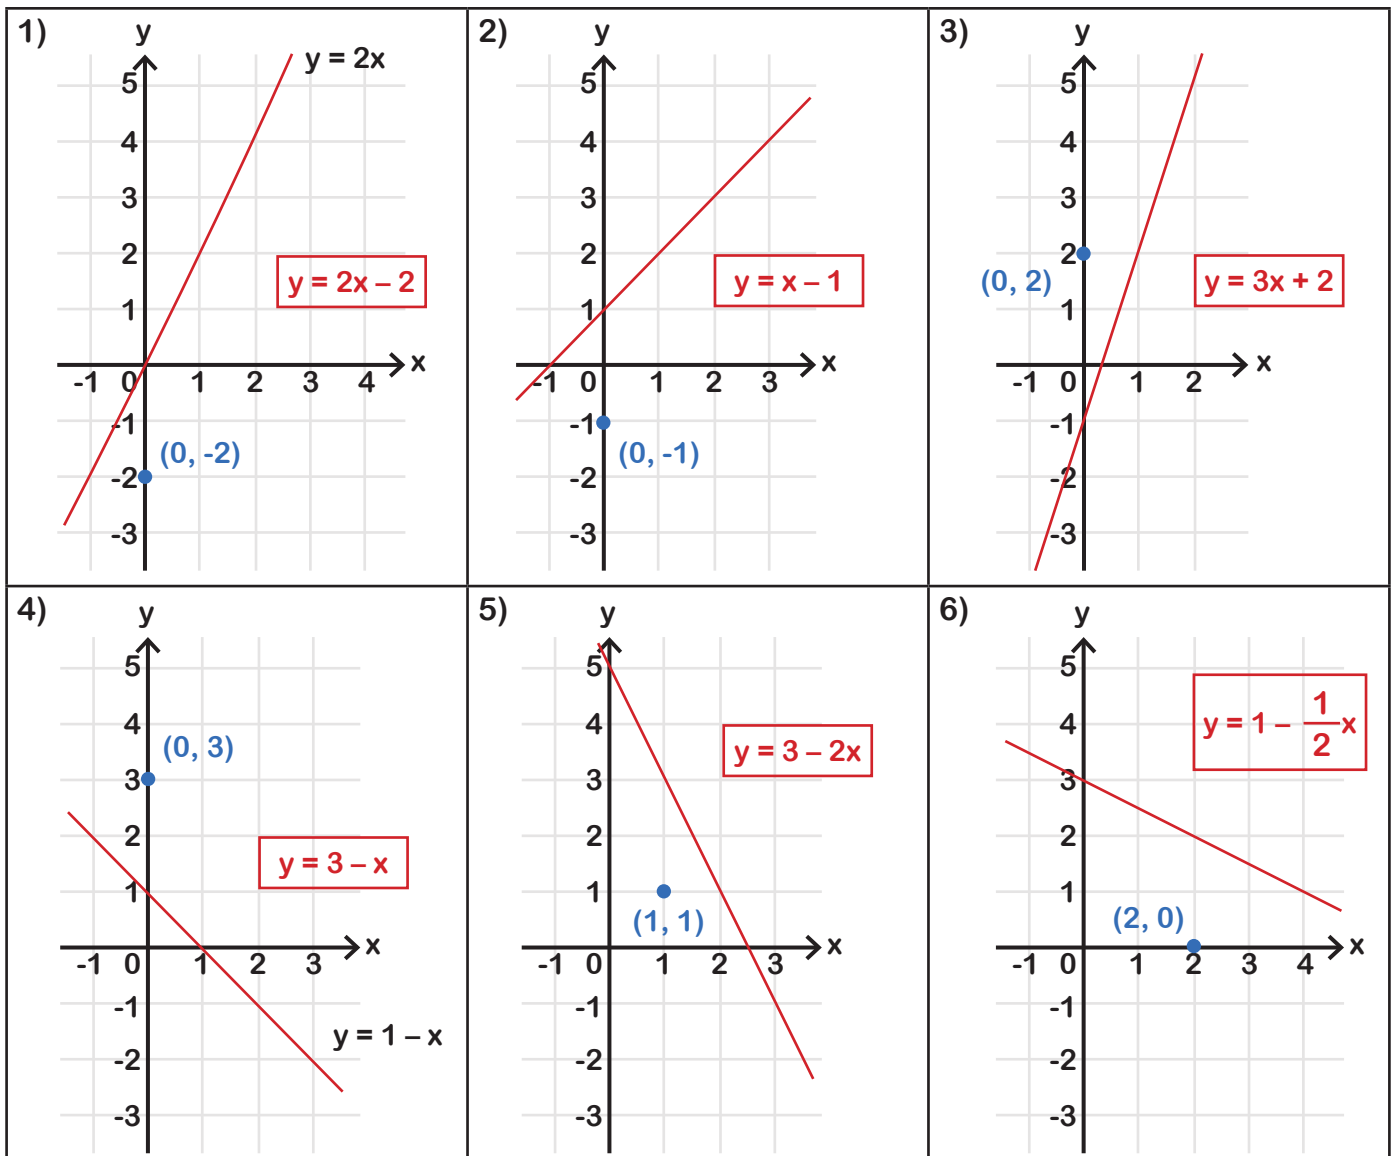 1)
y
y = 2x
5
4
3
2
1
y = 2x – 2
x
-1 0 1 2 3 4
-1
(0, -2)
-2
-3
2)
y
5
4
3
2
1
y = x – 1
x
-1 0 1 2 3
-1
(0, -1)
-2
-3
3)
y
5
4
3
2
(0, 2)
1
y = 3x + 2
x
-1 0 1 2
-1
-2
-3
4)
y
5
4
(0, 3)
3
2
1
y = 3 – x
x
-1 0 1 2 3
-1
y = 1 – x
-2
-3
5)
y
5
4
y = 3 – 2x
3
2
1
(1, 1)
x
-1 0 1 2 3
-1
-2
-3
6)
y
5
y = 1 – 1/2 x
4
3
2
1
(2, 0)
x
-1 0 1 2 3 4
-1
-2
-3